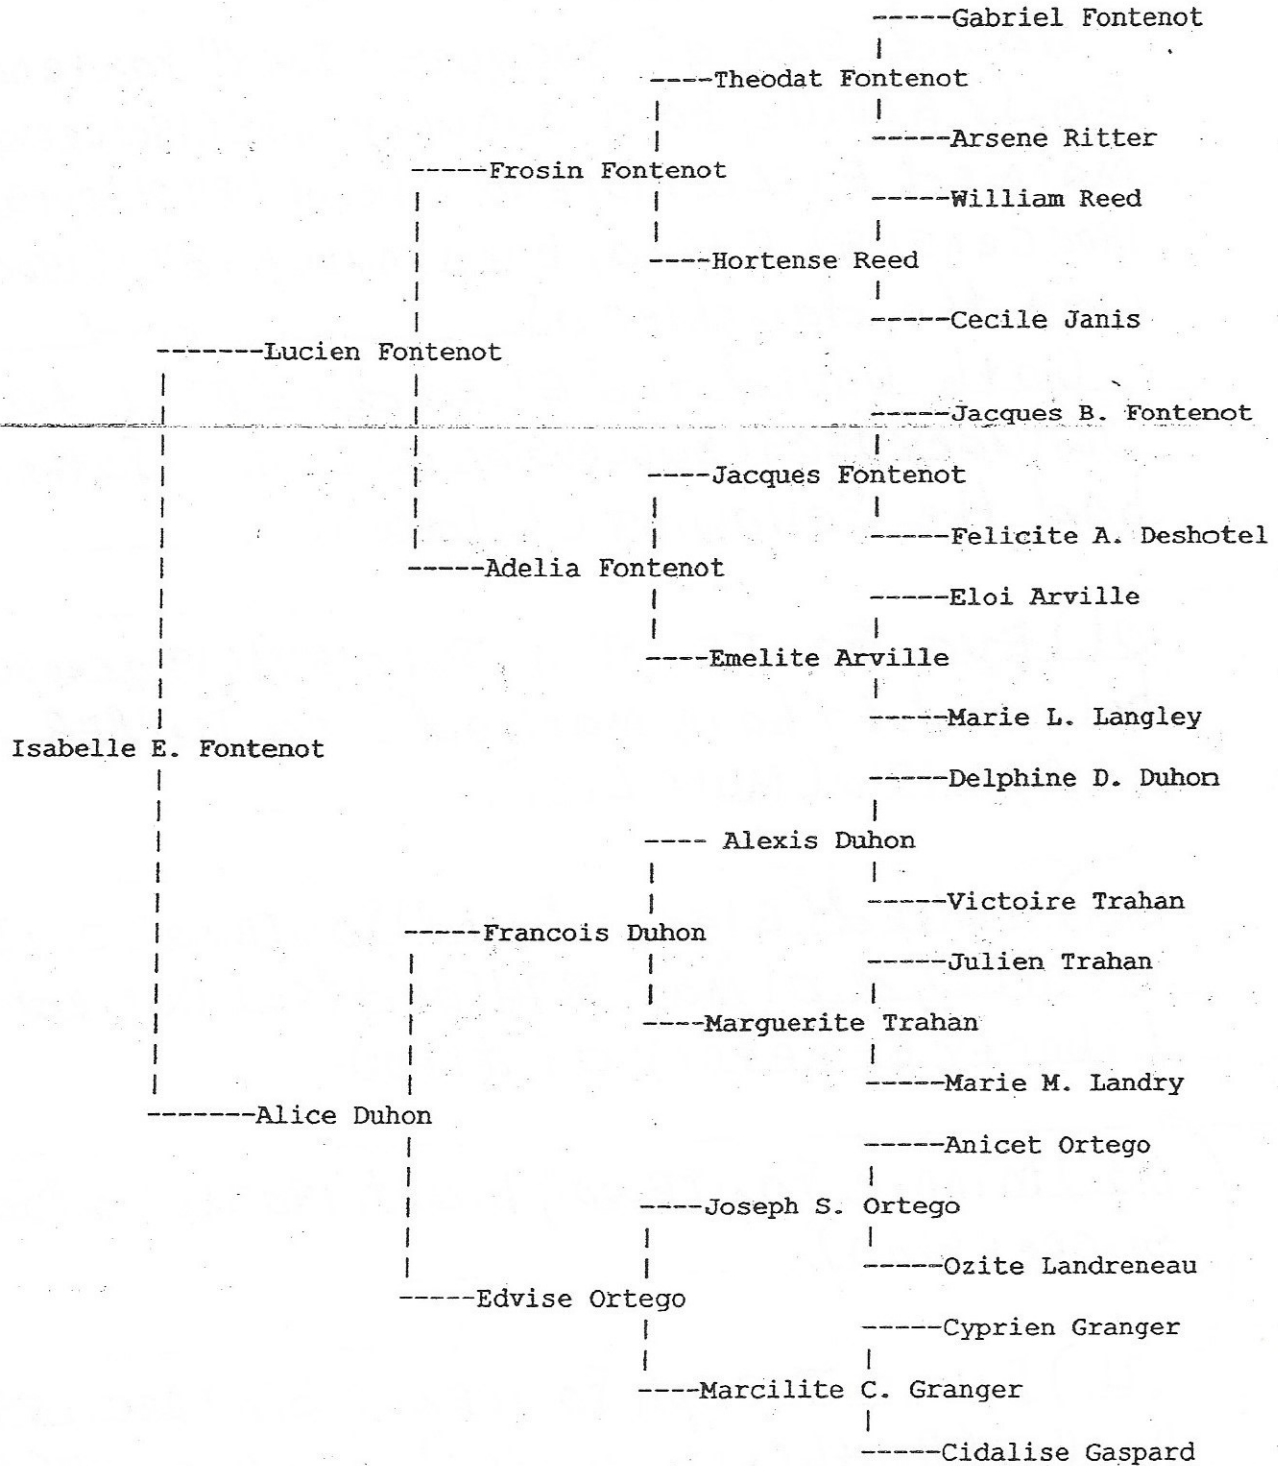 -----Gabriel Fontenot
----Theodat Fontenot
-----Arsene Ritter
-----Frosin Fontenot
-----William Reed
----Hortense Reed
-----Cecile Janis
-------Lucien Fontenot
-----Jacques B. Fontenot
----Jacques Fontenot
-----Felicite A. Deshotel
-----Adelia Fontenot
-----Eloi Arville
----Emelite Arville
-----Marie L. Langley
Isabelle E. Fontenot
-----Delphine D. Duhon
---- Alexis Duhon
-----Victoire Trahan
-----Francois Duhon
-----Julien Trahan
----Marguerite Trahan
-----Marie M. Landry
-------Alice Duhon
-----Anicet Ortego
----Joseph S. Ortego
-----Ozite Landreneau
-----Edvise Ortego
-----Cyprien Granger
----Marcilite C. Granger
-----Cidalise Gaspard